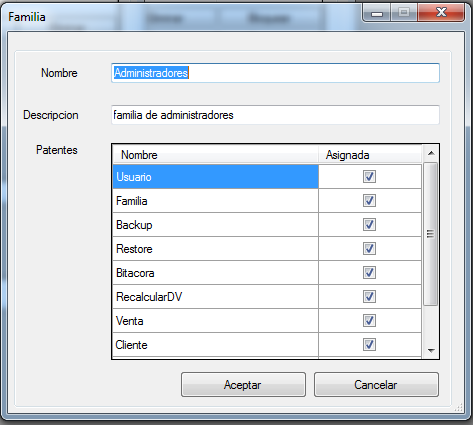 Familia
Nombre Administradores
Descripcion familia de administradores
Patentes Nombre Asignada
Usuario
Familia
Backup
Restore
Bitacora
RecalcularDV
Venta
Cliente
Aceptar Cancelar